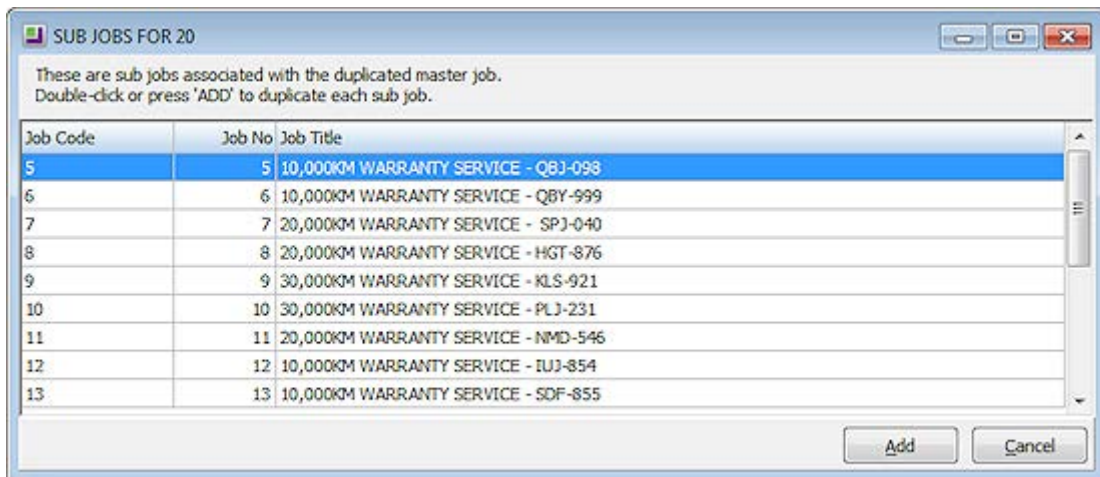 SUB JOBS FOR 20
These are sub jobs associated with the duplicated master job.
Double-click or press 'ADD' to duplicate each sub job.
Job Code Job No Job Title
5 5 10,000KM WARRANTY SERVICE - QBJ-098
6 6 10,000KM WARRANTY SERVICE - QBY-999
7 7 20,000KM WARRANTY SERVICE -  SPJ-040
8 8 20,000KM WARRANTY SERVICE - HGT-876
9 9 30,000KM WARRANTY SERVICE - KLS-921
10 10 30,000KM WARRANTY SERVICE - PLJ-231
11 11 20,000KM WARRANTY SERVICE - NMD-546
12 12 10,000KM WARRANTY SERVICE - IUJ-854
13 13 10,000KM WARRANTY SERVICE - SDF-855
Add Cancel